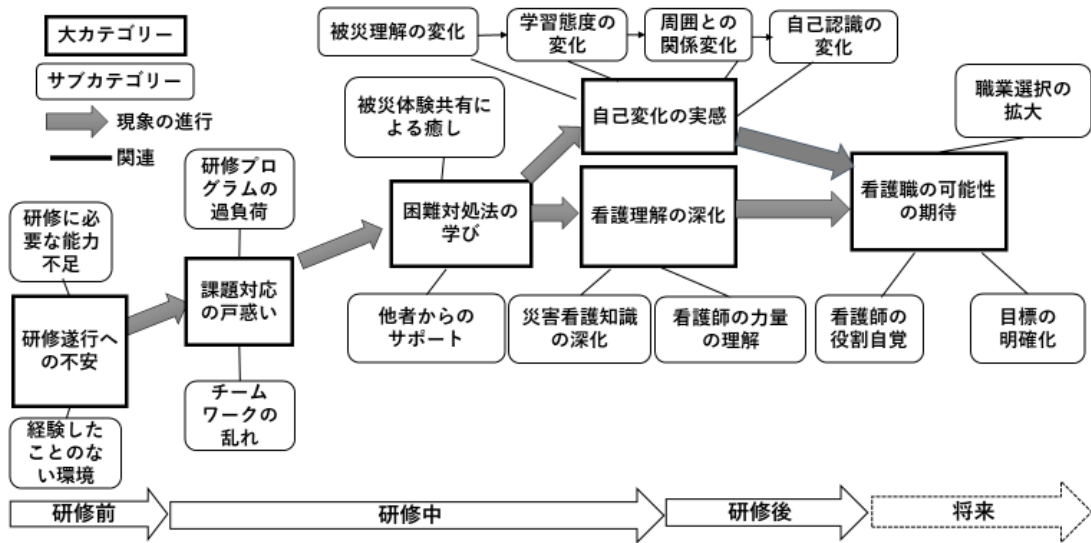 大カテゴリー
サブカテゴリー
現象の進行
関連
被災理解の変化
学習態度の
変化
周囲との
関係変化
自己認識の
変化
被災体験共有に
よる癒し
自己変化の実感
職業選択の
拡大
研修プロ
グラムの
過負荷
研修に必
要な能力
不足
困難対処法の
学び
看護理解の深化
看護職の可能性
の期待
課題対応
の戸惑い
研修遂行へ
の不安
他者からの
サポート
災害看護知識
の深化
看護師の力量
の理解
看護師の
役割自覚
目標の
明確化
チーム
ワークの
乱れ
経験した
ことのな
い環境
研修前
研修中
研修後
将来